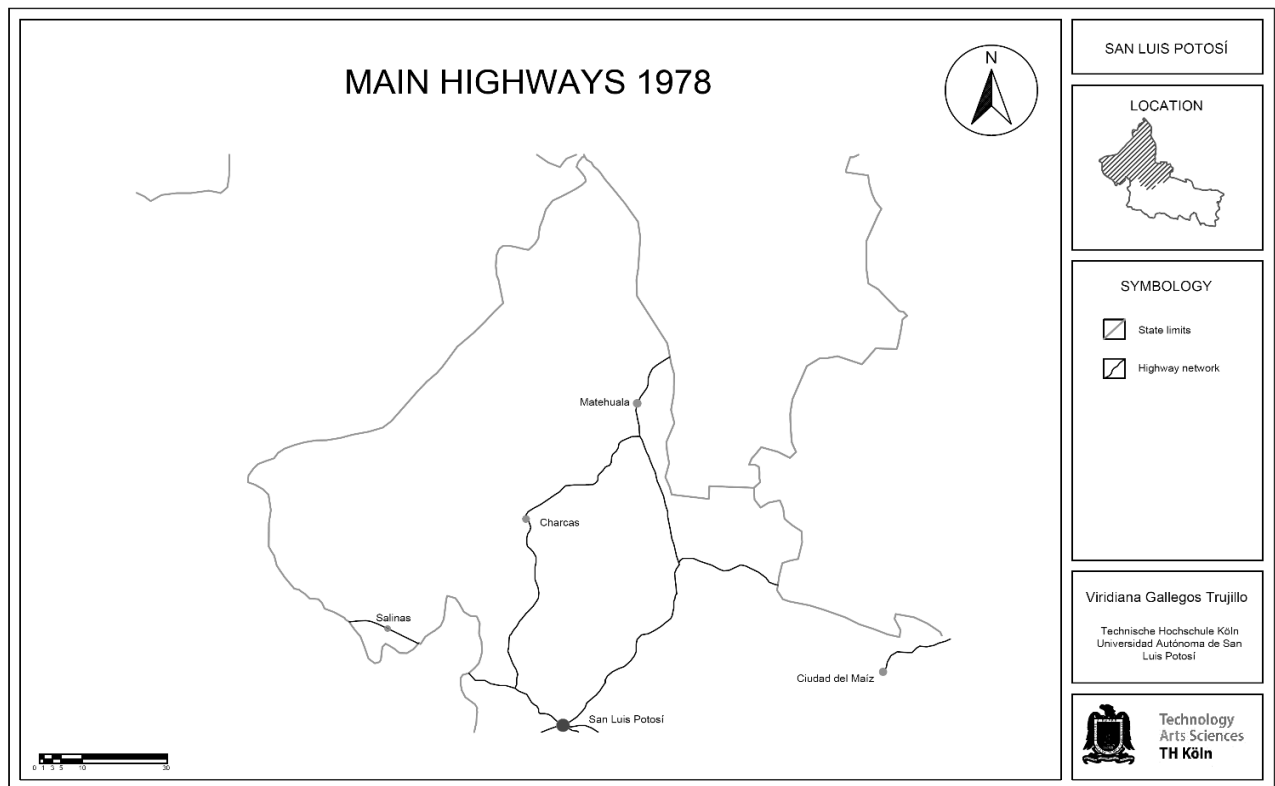 MAIN HIGHWAYS 1978
N
Matehuala
Charcas
Salinas
Ciudad del Maíz
San Luis Potosí
0 1 3 5 10 30
SAN LUIS POTOSÍ
LOCATION
SYMBOLOGY
State limits
Highway network
Viridiana Gallegos Trujillo
Technische Hochschule Köln
Universidad Autónoma de San
Luis Potosí
Technology
Arts Sciences
TH Köln